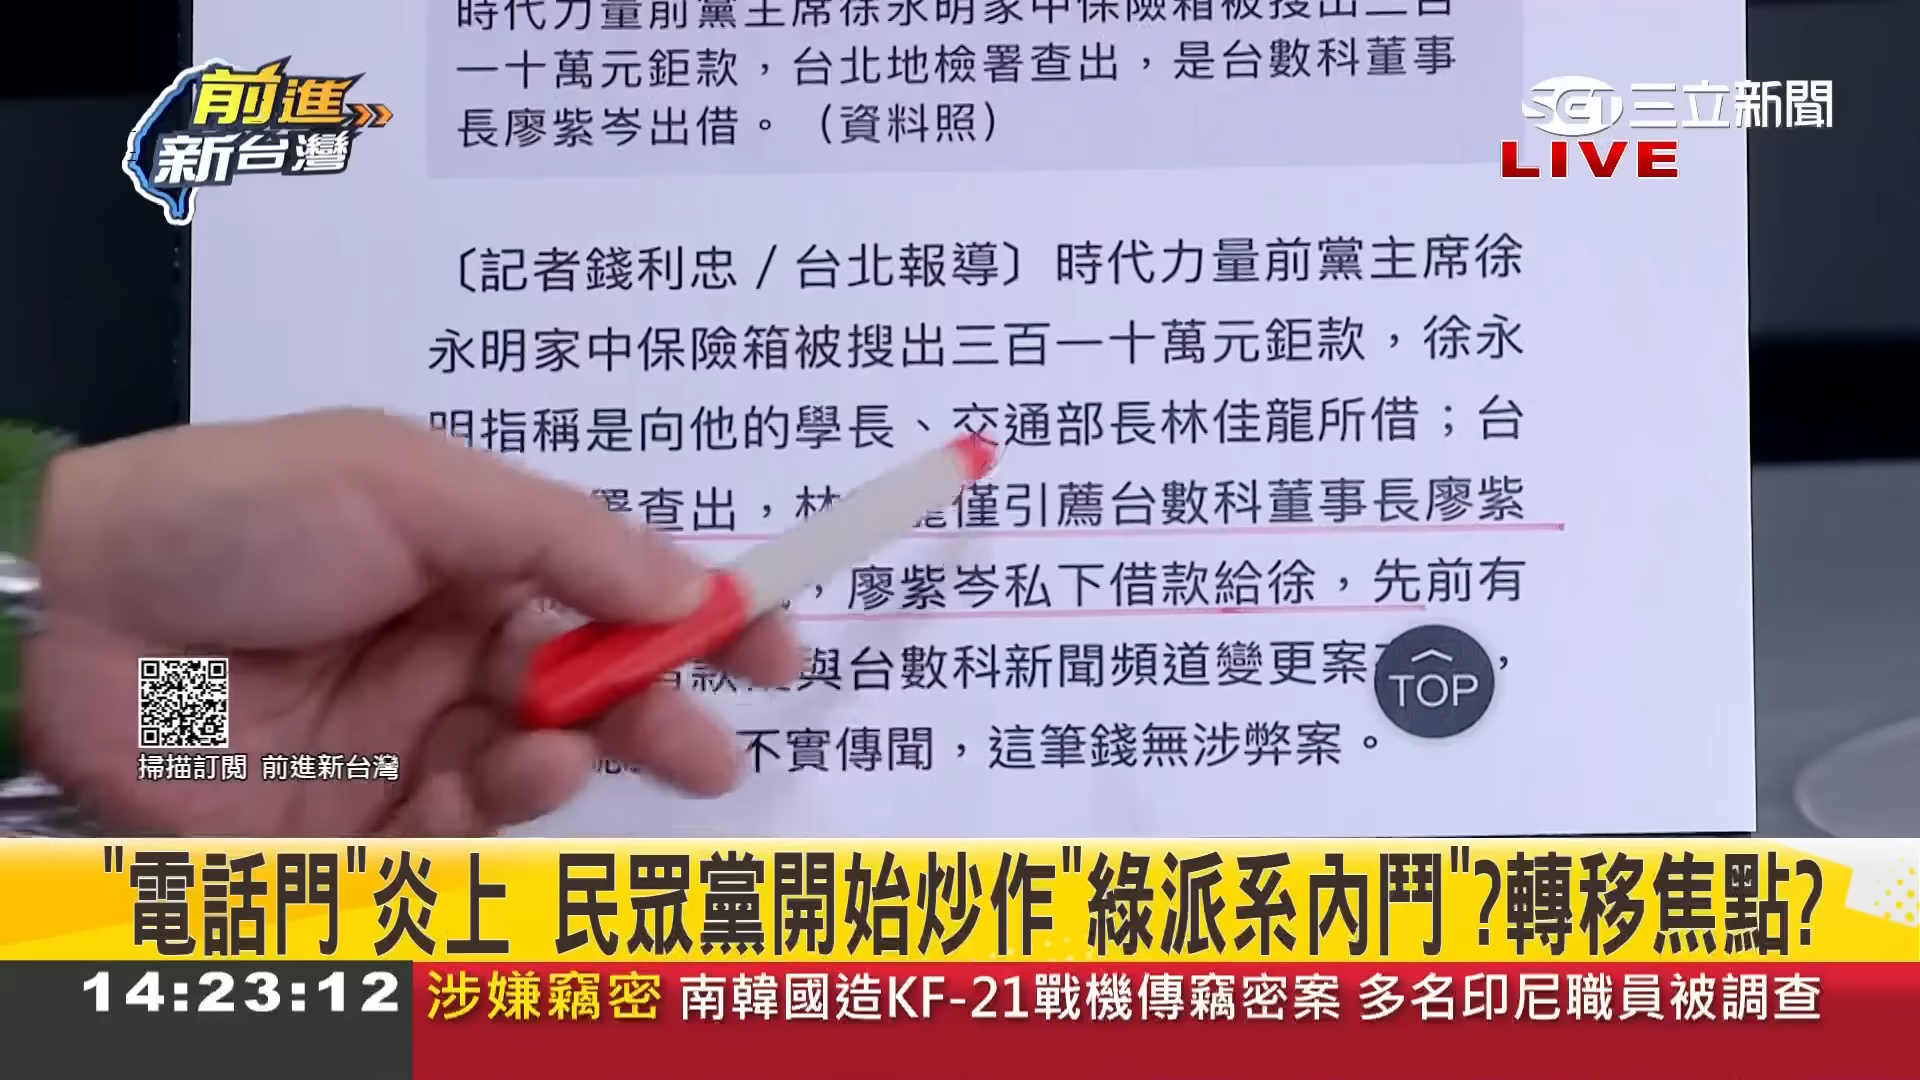 時代力量前黨主席徐永明家中保險箱被搜出三百
一十萬元鉅款，台北地檢署查出，是台數科董事
長廖紫岑出借。（資料照）
前進
新台灣
SET三立新聞
LIVE
〔記者錢利忠／台北報導〕時代力量前黨主席徐
永明家中保險箱被搜出三百一十萬元鉅款，徐永
明指稱是向他的學長、交通部長林佳龍所借；台
署查出，林 僅引薦台數科董事長廖紫
，廖紫岑私下借款給徐，先前有
與台數科新聞頻道變更案 ，
不實傳聞，這筆錢無涉弊案。
TOP
掃描訂閱 前進新台灣
"電話門"炎上 民眾黨開始炒作"綠派系內鬥"?轉移焦點?
14:23:12 涉嫌竊密 南韓國造KF-21戰機傳竊密案 多名印尼職員被調查